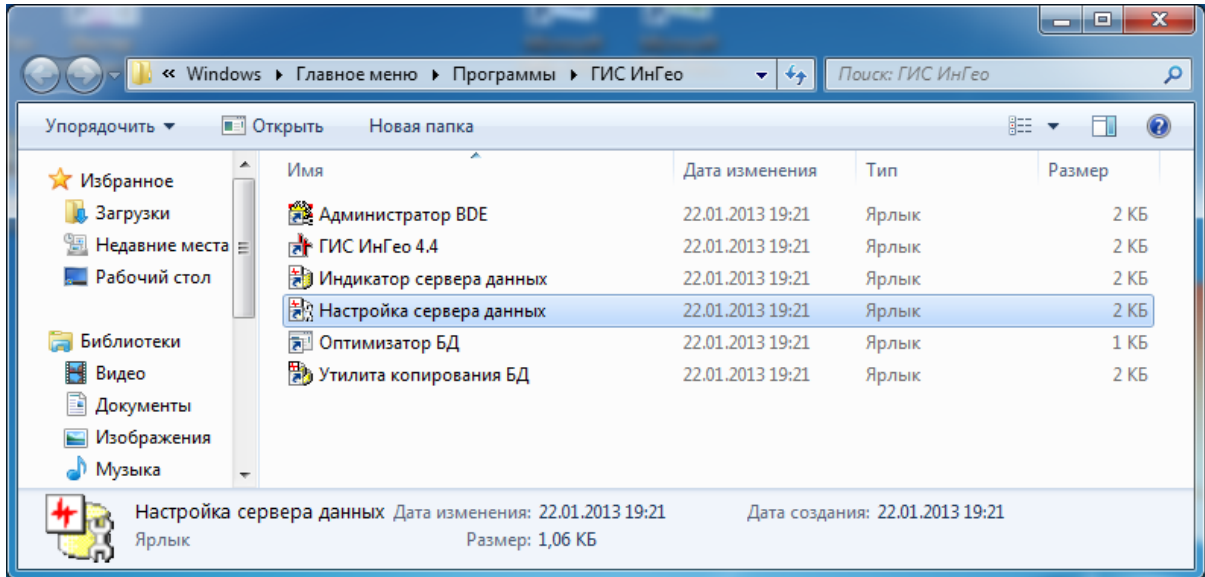 « Windows Главное меню Программы ГИС ИнГео Поиск: ГИС ИнГео
Упорядочить Открыть Новая папка
Имя Дата изменения Тип Размер
Избранное
Загрузки
Недавние места
Рабочий стол
Библиотеки
Видео
Документы
Изображения
Музыка
Администратор BDE 22.01.2013 19:21 Ярлык 2 КБ
ГИС ИнГео 4.4 22.01.2013 19:21 Ярлык 2 КБ
Индикатор сервера данных 22.01.2013 19:21 Ярлык 2 КБ
Настройка сервера данных 22.01.2013 19:21 Ярлык 2 КБ
Оптимизатор БД 22.01.2013 19:21 Ярлык 1 КБ
Утилита копирования БД 22.01.2013 19:21 Ярлык 2 КБ
Настройка сервера данных Дата изменения: 22.01.2013 19:21 Дата создания: 22.01.2013 19:21
Ярлык Размер: 1,06 КБ